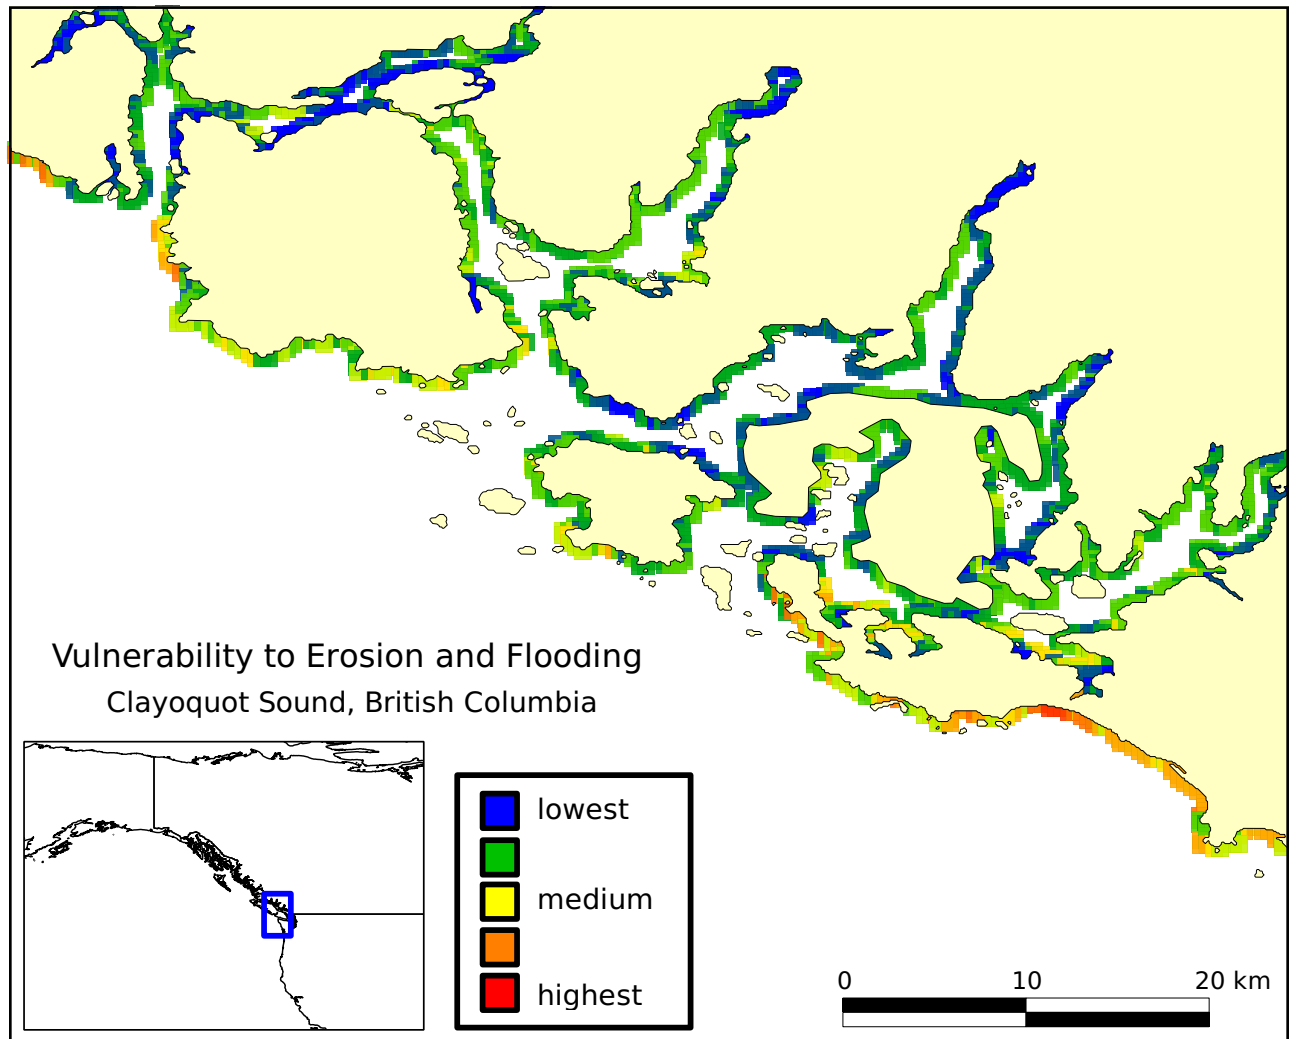 Vulnerability to Erosion and Flooding
Clayoquot Sound, British Columbia
lowest
medium
highest
0 10 20 km